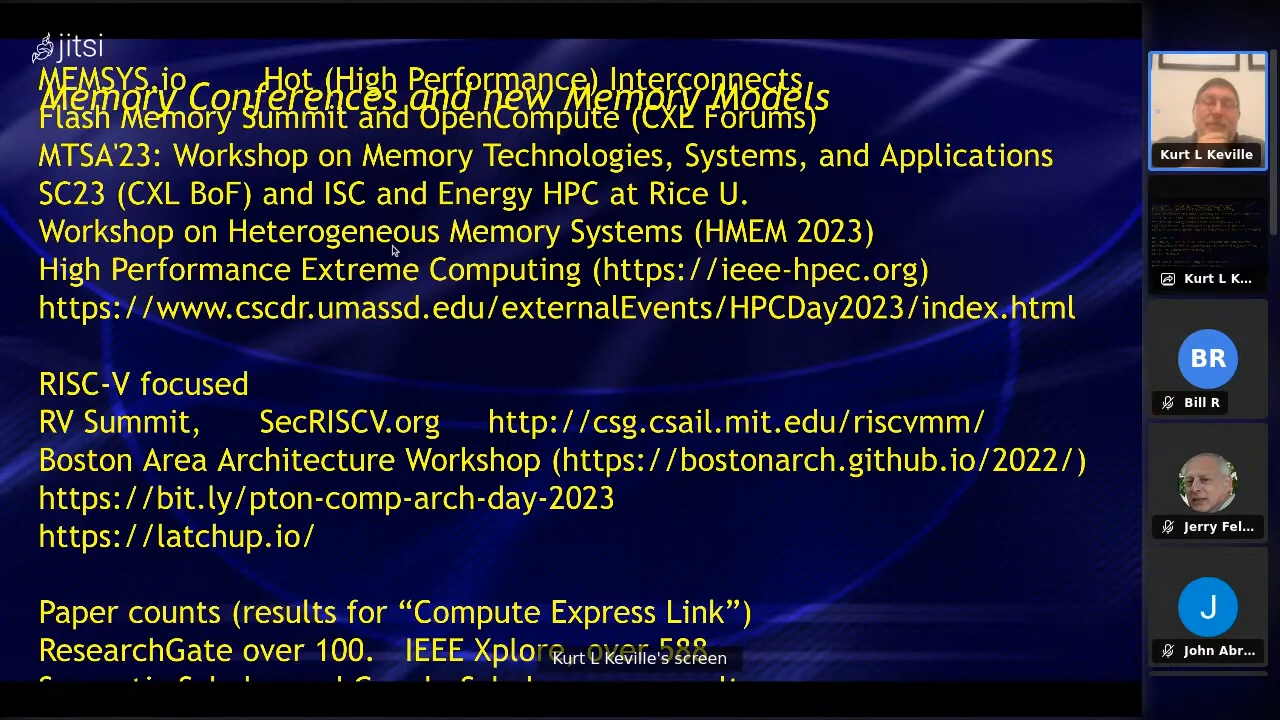 jitsi
MEMSYS.io Hot (High Performance) Interconnects
Memory Conferences and new Memory Models
Flash Memory Summit and OpenCompute (CXL Forums)
MTSA'23: Workshop on Memory Technologies, Systems, and Applications
SC23 (CXL BoF) and ISC and Energy HPC at Rice U.
Workshop on Heterogeneous Memory Systems (HMEM 2023)
High Performance Extreme Computing (https://ieee-hpec.org)
https://www.cscdr.umassd.edu/externalEvents/HPCDay2023/index.html
RISC-V focused
RV Summit, SecRISCV.org http://csg.csail.mit.edu/riscvmm/
Boston Area Architecture Workshop (https://bostonarch.github.io/2022/)
https://bit.ly/pton-comp-arch-day-2023
https://latchup.io/
Paper counts (results for “Compute Express Link”)
ResearchGate over 100. IEEE Xplore, over 588
Kurt L Keville's screen
Kurt L Keville
Kurt L K...
BR
Bill R
Jerry Fel...
J
John Abr...